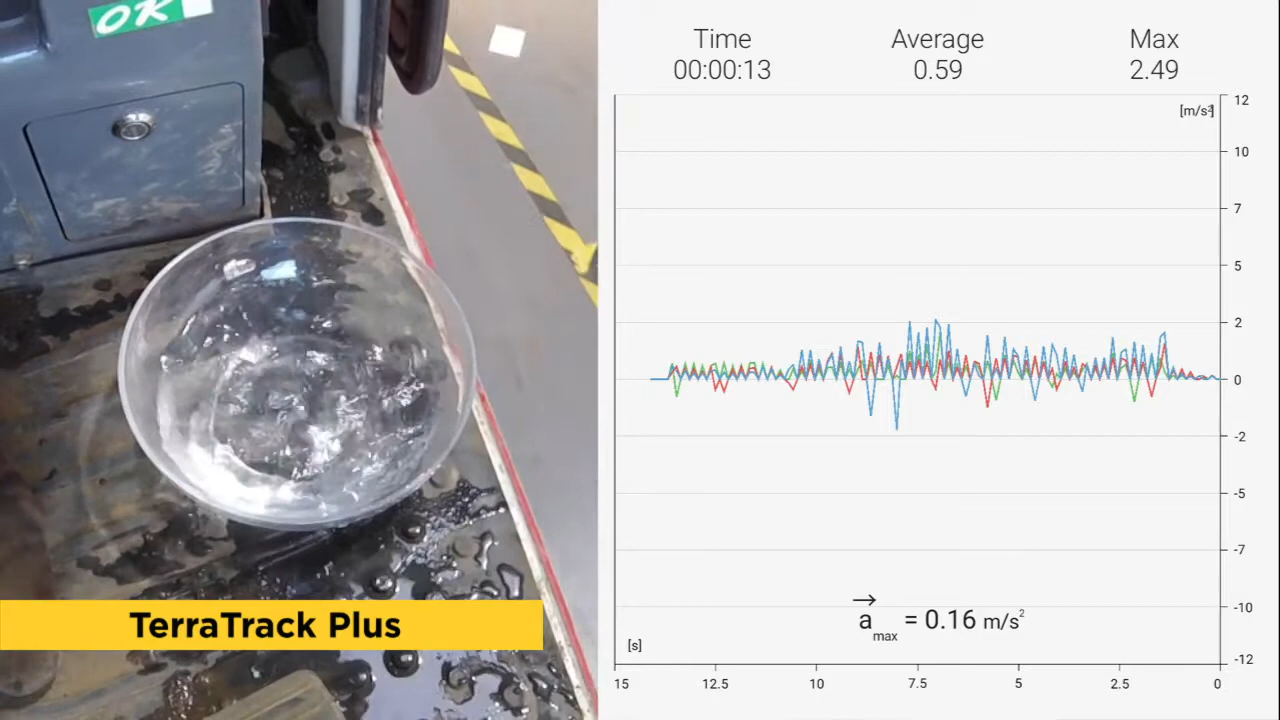 OK
TerraTrack Plus
Time
00:00:13
Average
0.59
Max
2.49
[m/s²]
12
10
7
5
2
0
-2
-5
-7
-10
-12
a max = 0.16 m/s²
[s]
15 12.5 10 7.5 5 2.5 0